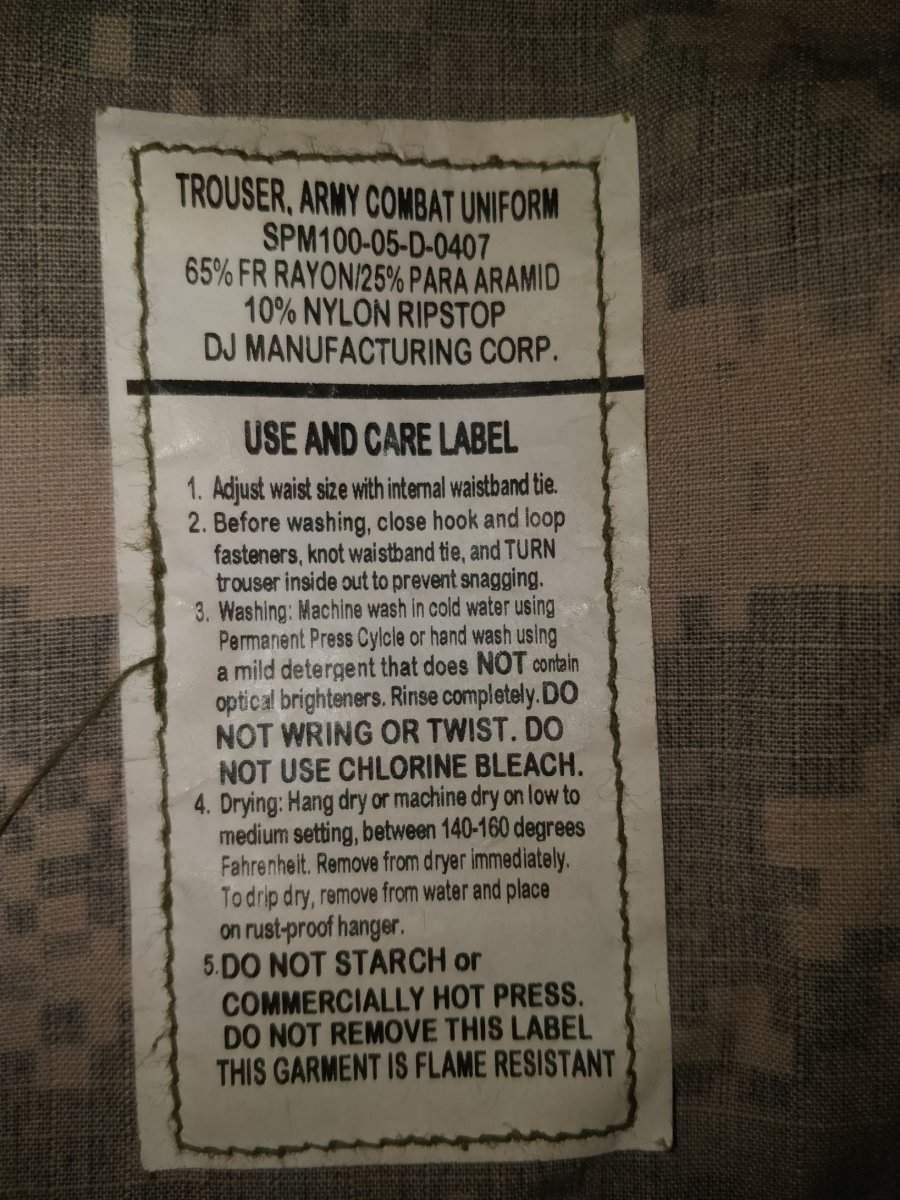 TROUSER, ARMY COMBAT UNIFORM
SPM100-05-D-0407
65% FR RAYON/25% PARA ARAMID
10% NYLON RIPSTOP
DJ MANUFACTURING CORP.
USE AND CARE LABEL
1. Adjust waist size with internal waistband tie.
2. Before washing, close hook and loop
fasteners, knot waistband tie, and TURN
trouser inside out to prevent snagging.
3. Washing: Machine wash in cold water using
Permanent Press Cylcle or hand wash using
a mild detergent that does NOT contain
optical brighteners. Rinse completely. DO
NOT WRING OR TWIST. DO
NOT USE CHLORINE BLEACH.
4. Drying: Hang dry or machine dry on low to
medium setting, between 140-160 degrees
Fahrenheit. Remove from dryer immediately.
To drip dry, remove from water and place
on rust-proof hanger.
5. DO NOT STARCH or
COMMERCIALLY HOT PRESS.
DO NOT REMOVE THIS LABEL
THIS GARMENT IS FLAME RESISTANT